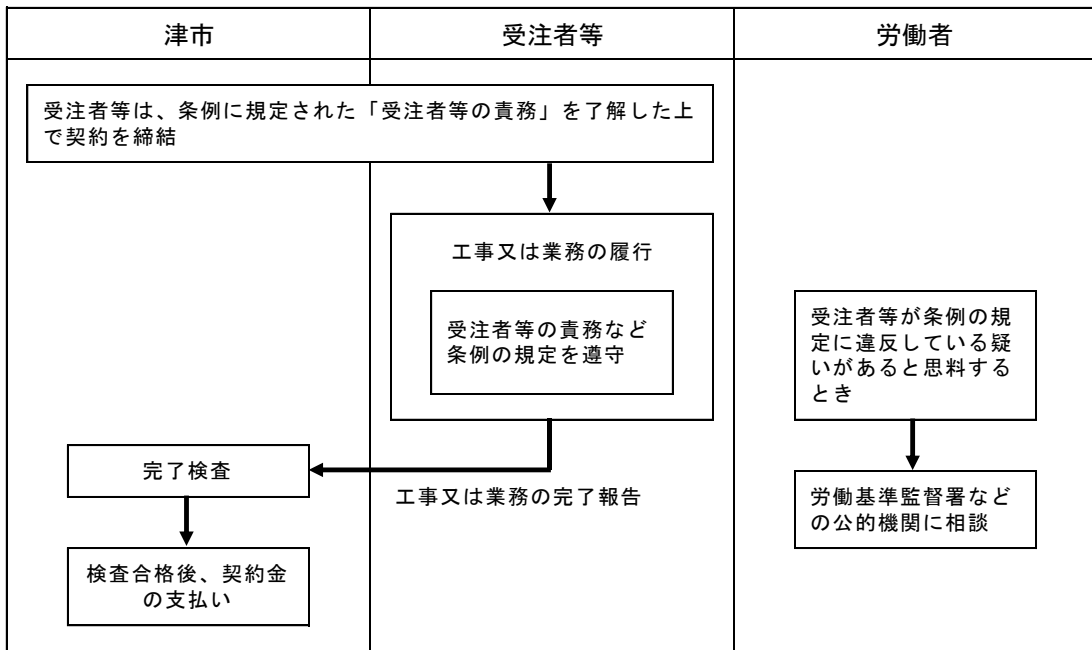 津市
受注者等
労働者
受注者等は、条例に規定された「受注者等の責務」を了解した上
で契約を締結
工事又は業務の履行
受注者等の責務など
条例の規定を遵守
受注者等が条例の規
定に違反している疑
いがあると思料する
とき
完了検査
工事又は業務の完了報告
労働基準監督署など
の公的機関に相談
検査合格後、契約金
の支払い